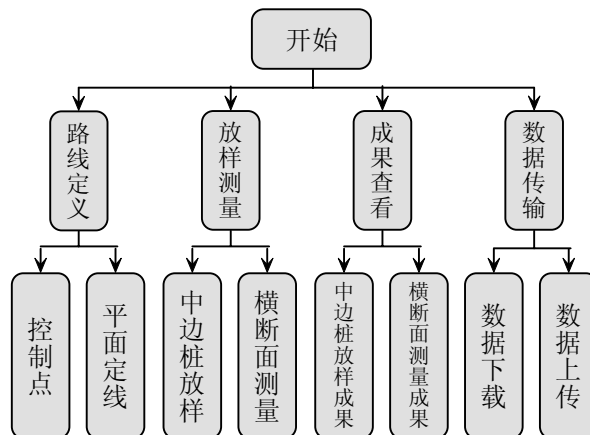 开始
路线定义
放样测量
成果查看
数据传输
控制点
平面定线
中边桩放样
横断面测量
中边桩放样成果
横断面测量成果
数据下载
数据上传